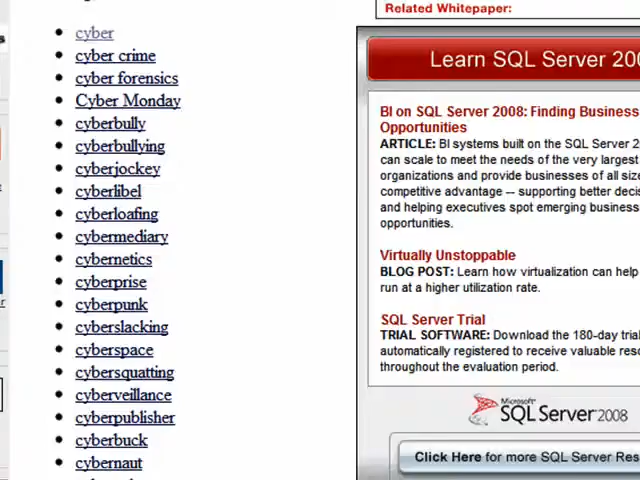 cyber
cyber crime
cyber forensics
Cyber Monday
cyberbully
cyberbullying
cyberjockey
cyberlibel
cyberloafing
cybermediary
cybernetics
cyberprise
cyberpunk
cyberslacking
cyberspace
cybersquatting
cyberveillance
cyberpublisher
cyberbuck
cybernaut
Related Whitepaper:
Learn SQL Server 200
BI on SQL Server 2008: Finding Business
Opportunities
ARTICLE: BI systems built on the SQL Server 2
can scale to meet the needs of the very largest
organizations and provide businesses of all size
competitive advantage -- supporting better decis
and helping executives spot emerging business
opportunities.
Virtually Unstoppable
BLOG POST: Learn how virtualization can help
run at a higher utilization rate.
SQL Server Trial
TRIAL SOFTWARE: Download the 180-day trial
automatically registered to receive valuable reso
throughout the evaluation period.
Microsoft
SQL Server 2008
Click Here for more SQL Server Res